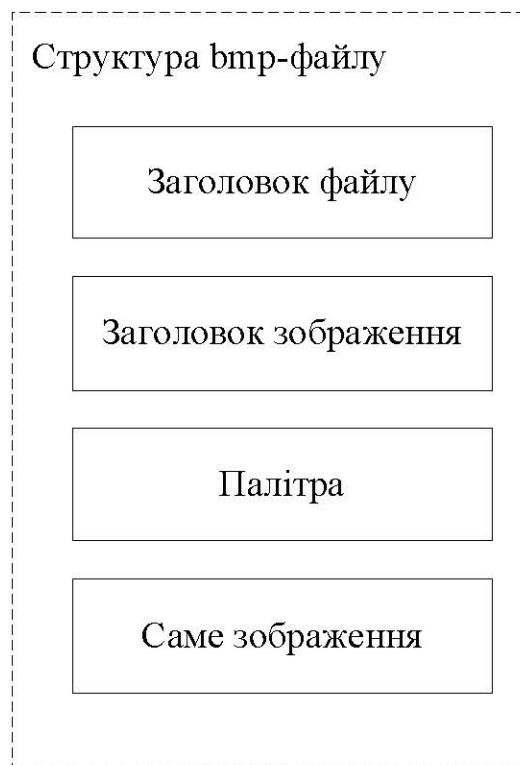 Структура bmp-файлу
Заголовок файлу
Заголовок зображення
Палітра
Саме зображення